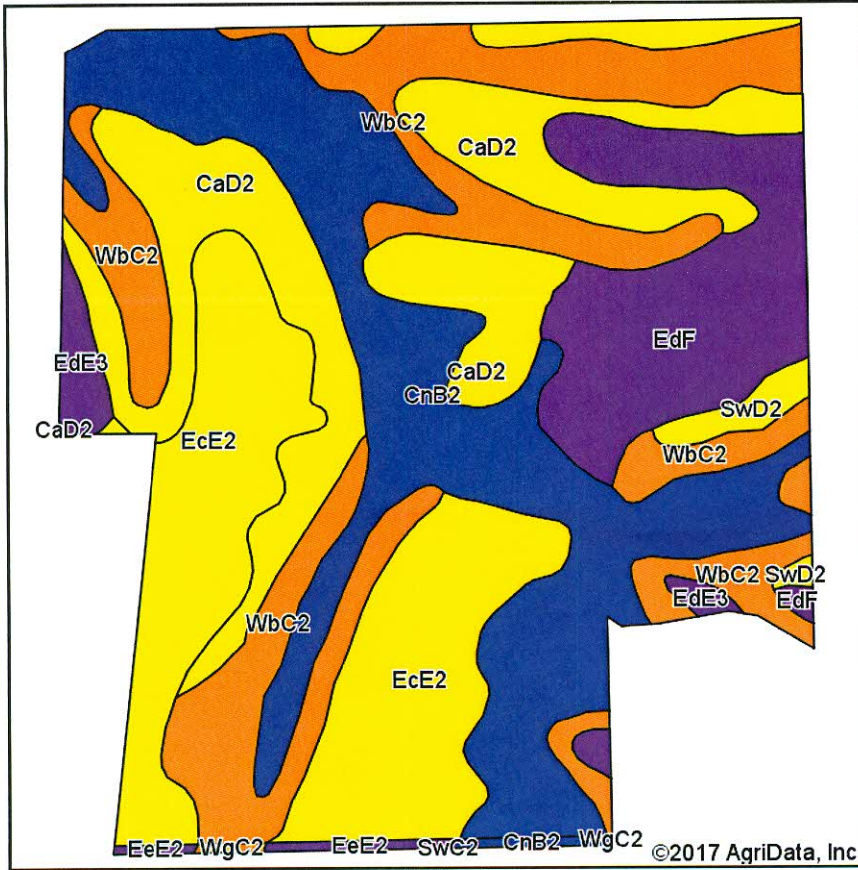 WbC2
CaD2
CaD2
WbC2
EdF
EdE3
CaD2
CnB2
SwD2
CaD2
EcE2
WbC2
WbC2 SwD2
EdE3 EdF
WbC2
EcE2
EeE2 WgC2 EeE2 SwC2 CnB2 WgC2
©2017 AgriData, Inc